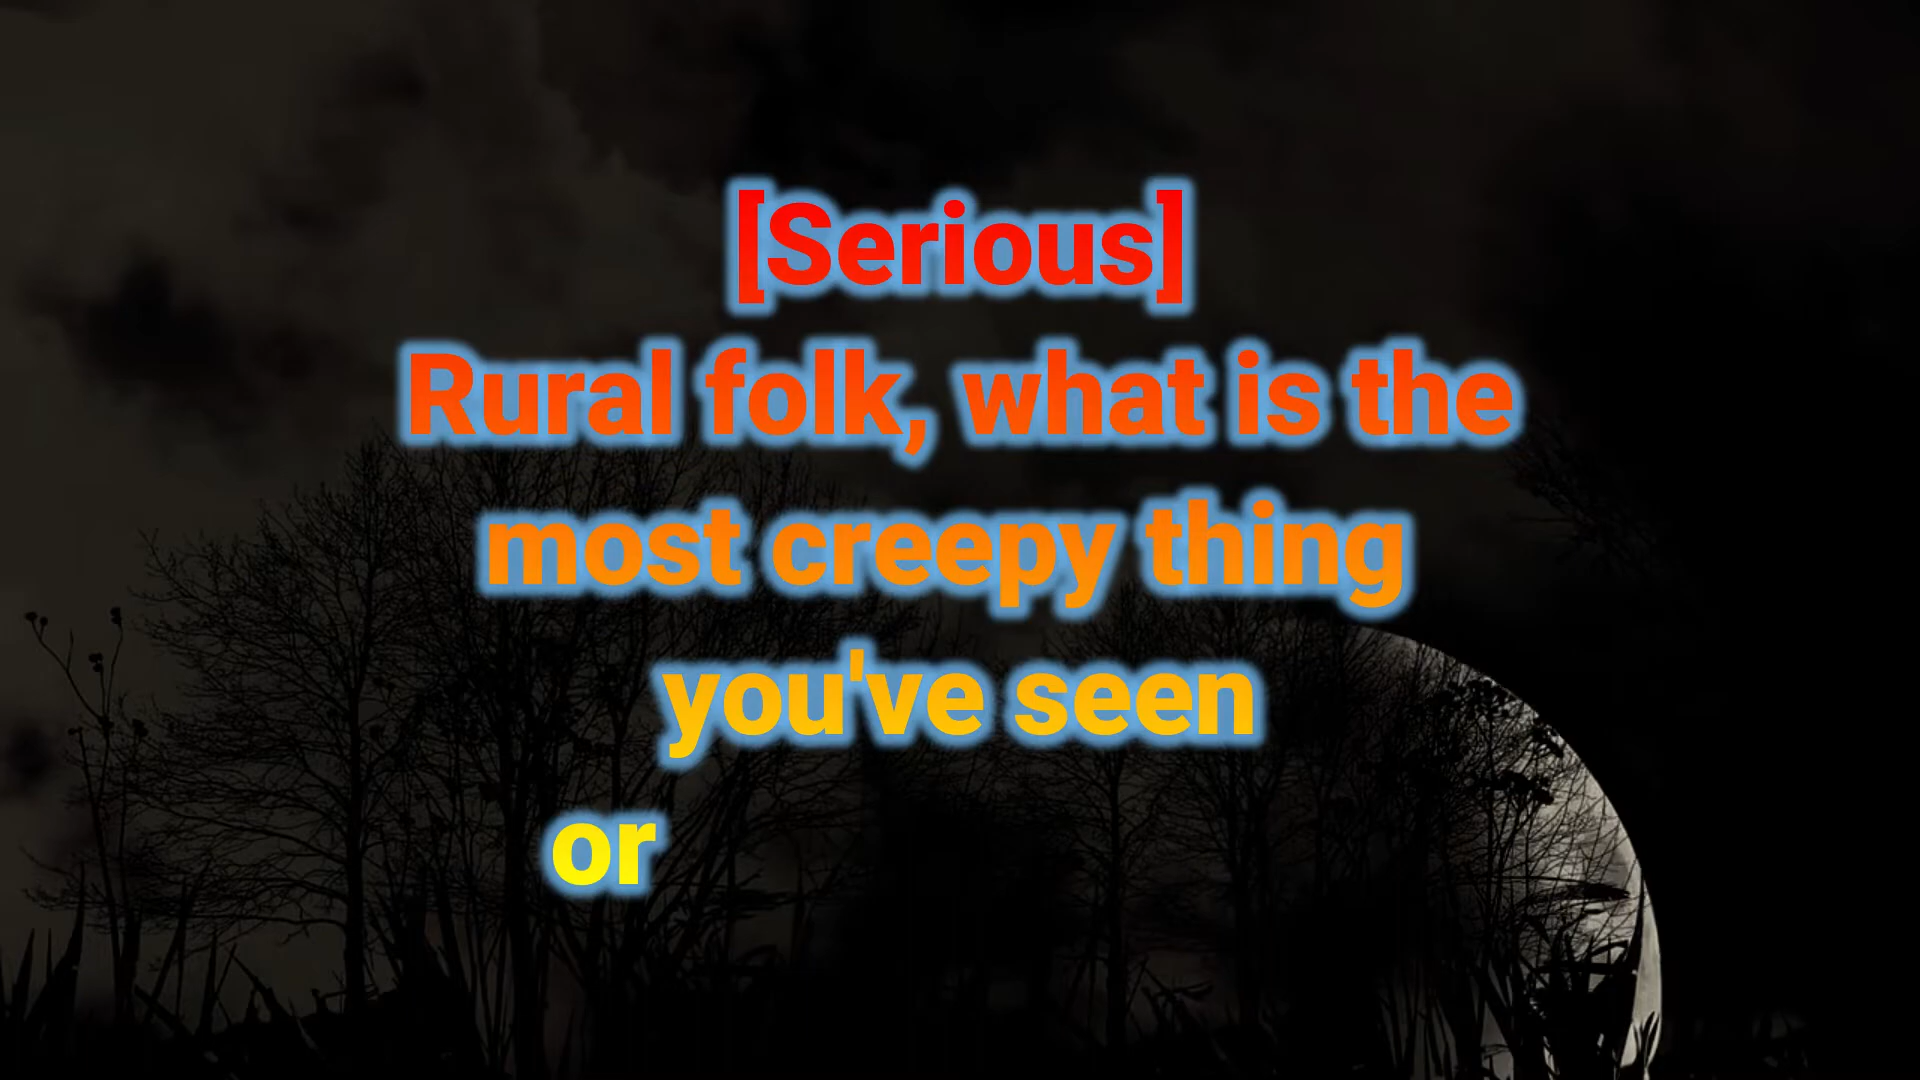 [Serious]
Rural folk, what is the
most creepy thing
you've seen
or